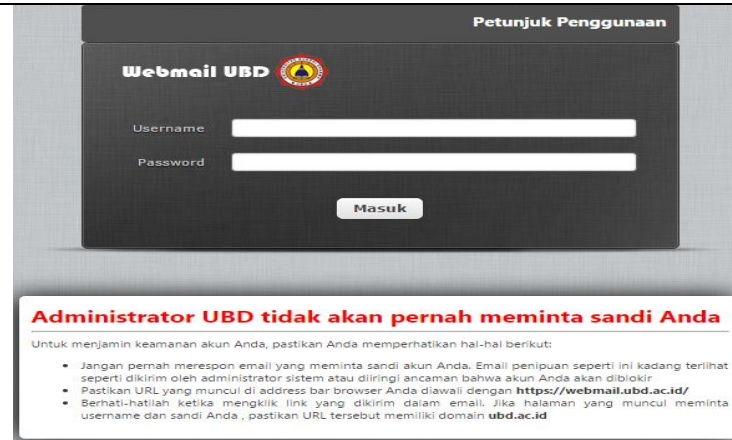 Petunjuk Penggunaan
Webmail UBD
Username
Password
Masuk
Administrator UBD tidak akan pernah meminta sandi Anda
Untuk menjamin keamanan akun Anda, pastikan Anda memperhatikan hal-hal berikut:
• Jangan pernah merespon email yang meminta sandi akun Anda. Email penipuan seperti ini kadang terlihat
seperti dikirim oleh administrator sistem atau diiringi ancaman bahwa akun Anda akan diblokir
• Pastikan URL yang muncul di address bar browser Anda diawali dengan https://webmail.ubd.ac.id/
• Berhati-hatilah ketika mengklik link yang dikirim dalam email. Jika halaman yang muncul meminta
username dan sandi Anda , pastikan URL tersebut memiliki domain ubd.ac.id